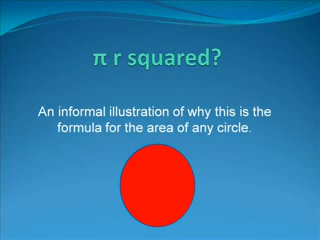 π r squared?
An informal illustration of why this is the
formula for the area of any circle.